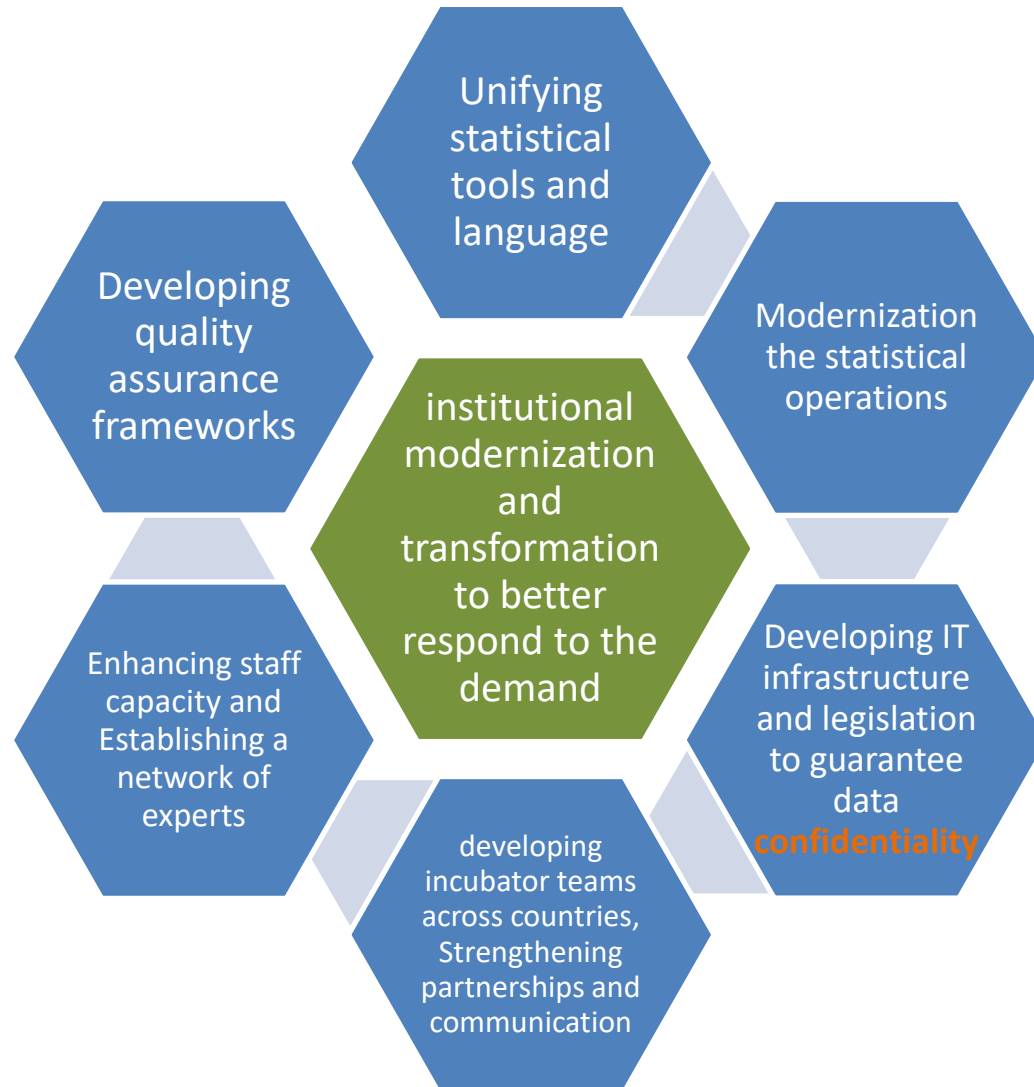 Unifying
statistical
tools and
language
Modernization
the statistical
operations
Developing IT
infrastructure
and legislation
to guarantee
data
confidentiality
developing
incubator teams
across countries,
Strengthening
partnerships and
communication
Enhancing staff
capacity and
Establishing a
network of
experts
Developing
quality
assurance
frameworks
institutional
modernization
and
transformation
to better
respond to the
demand